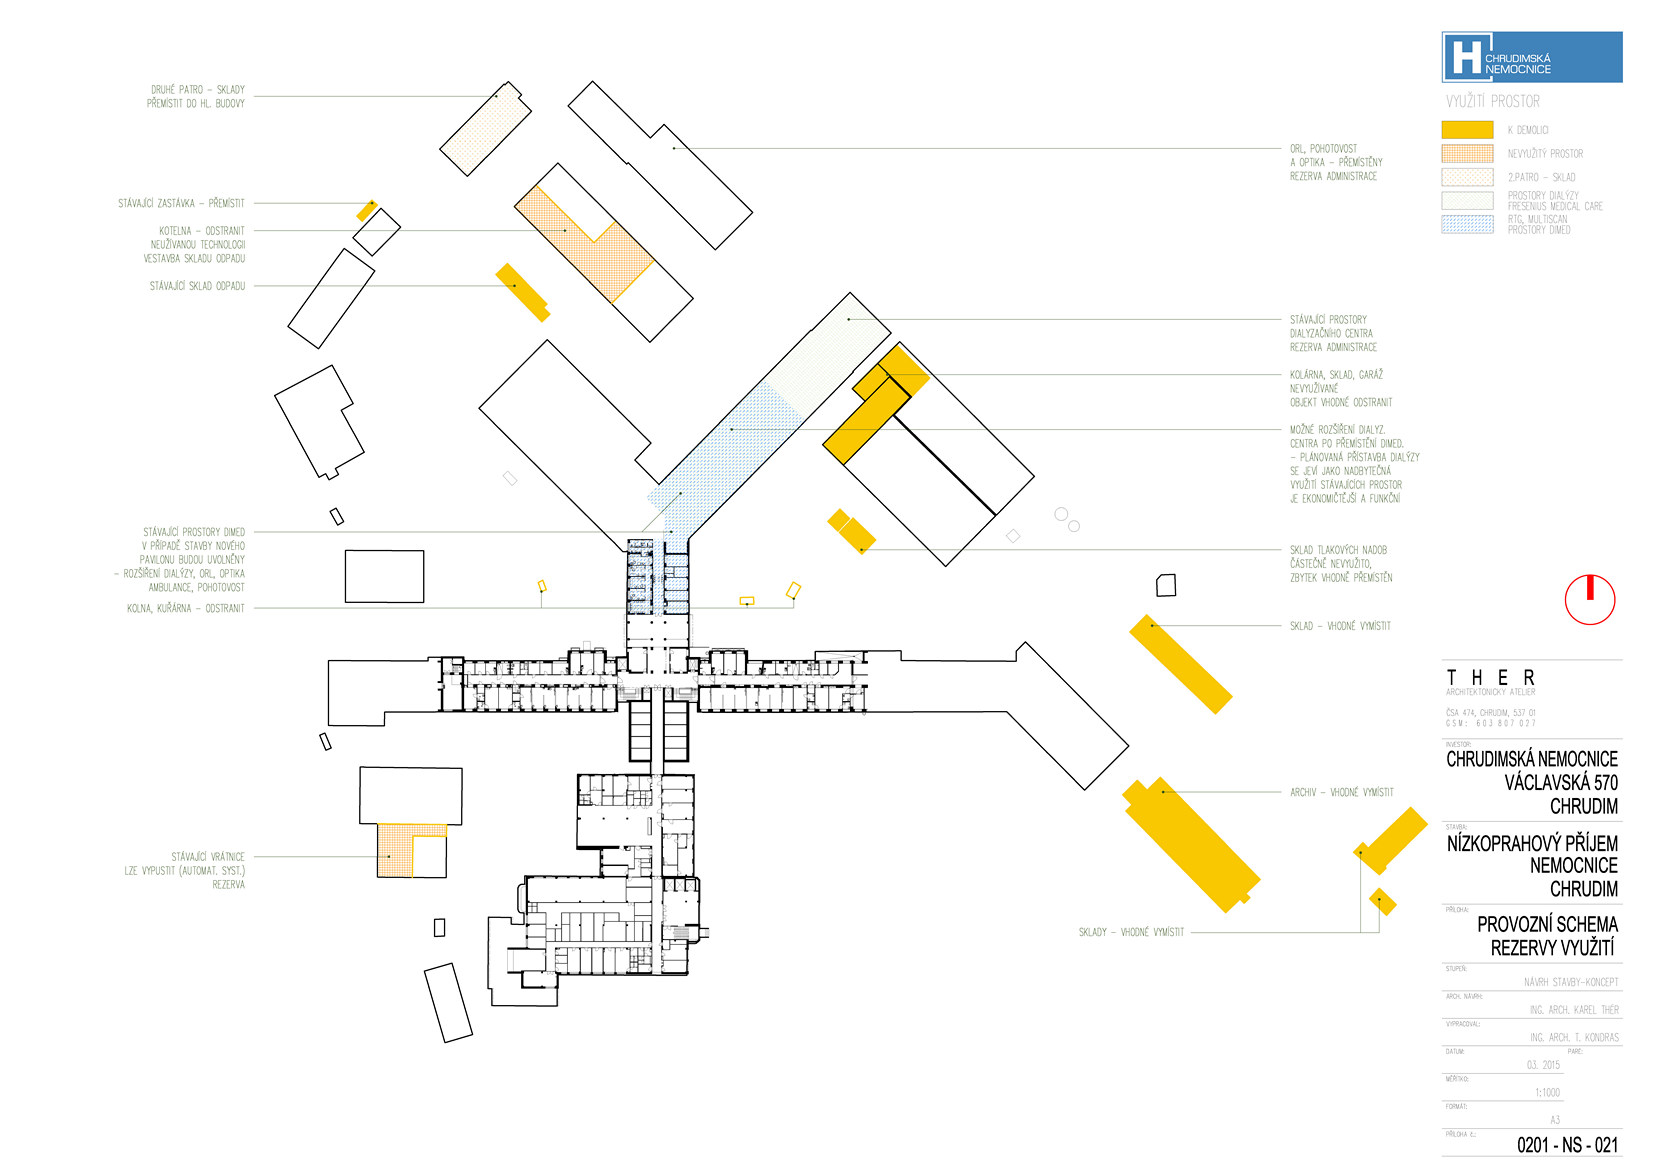 DRUHÉ PATRO – SKLADY
PŘEMÍSTIT DO HL. BUDOVY
STÁVAJÍCÍ ZASTÁVKA – PŘEMÍSTIT
KOTELNA – ODSTRANIT
NEUŽÍVANOU TECHNOLOGII
VESTAVBA SKLADU ODPADU
STÁVAJÍCÍ SKLAD ODPADU
STÁVAJÍCÍ PROSTORY DIMED
V PŘÍPADĚ STAVBY NOVÉHO
PAVILONU BUDOU UVOLNĚNY
– ROZŠÍŘENÍ DIALÝZY, ORL, OPTIKA
AMBULANCE, POHOTOVOST
KOLNA, KUŘÁRNA – ODSTRANIT
STÁVAJÍCÍ VRÁTNICE
LZE VYPUSTIT (AUTOMAT. SYST.)
REZERVA
ORL, POHOTOVOST
A OPTIKA – PŘEMÍSTĚNY
REZERVA ADMINISTRACE
STÁVAJÍCÍ PROSTORY
DIALYZAČNÍHO CENTRA
REZERVA ADMINISTRACE
KOLÁRNA, SKLAD, GARÁŽ
NEVYUŽÍVANÉ
OBJEKT VHODNÉ ODSTRANIT
MOŽNÉ ROZŠÍŘENÍ DIALYZ.
CENTRA PO PŘEMÍSTĚNÍ DIMED.
– PLÁNOVANÁ PŘÍSTAVBA DIALÝZY
SE JEVÍ JAKO NADBYTEČNÁ
VYUŽITÍ STÁVAJÍCÍCH PROSTOR
JE EKONOMIČTĚJŠÍ A FUNKČNÍ
SKLAD TLAKOVÝCH NADOB
ČÁSTEČNĚ NEVYUŽITO,
ZBYTEK VHODNÉ PŘEMÍSTĚN
SKLAD – VHODNÉ VYMÍSTIT
ARCHIV – VHODNÉ VYMÍSTIT
SKLADY – VHODNÉ VYMÍSTIT
H CHRUDIMSKÁ
NEMOCNICE
VYUŽITÍ PROSTOR
K DEMOLICI
NEVYUŽITÝ PROSTOR
2.PATRO – SKLAD
PROSTORY DIALÝZY
FRESENIUS MEDICAL CARE
RTG, MULTISCAN
PROSTORY DIMED
THER
ARCHITEKTONICKÝ ATELIER
ČSA 474, CHRUDIM, 537 01
GSM: 603 807 027
INVESTOR:
CHRUDIMSKÁ NEMOCNICE
VÁCLAVSKÁ 570
CHRUDIM
STAVBA:
NÍZKOPRAHOVÝ PŘÍJEM
NEMOCNICE
CHRUDIM
PŘÍLOHA:
PROVOZNÍ SCHEMA
REZERVY VYUŽITÍ
STUPEŇ:
NÁVRH STAVBY-KONCEPT
ARCH. NÁVRH:
ING. ARCH. KAREL THÉR
VYPRACOVAL:
ING. ARCH. T. KONDRAS
DATUM: PARÉ:
03. 2015
MĚŘÍTKO:
1:1000
FORMÁT:
A3
PŘÍLOHA č.:
0201 - NS - 021